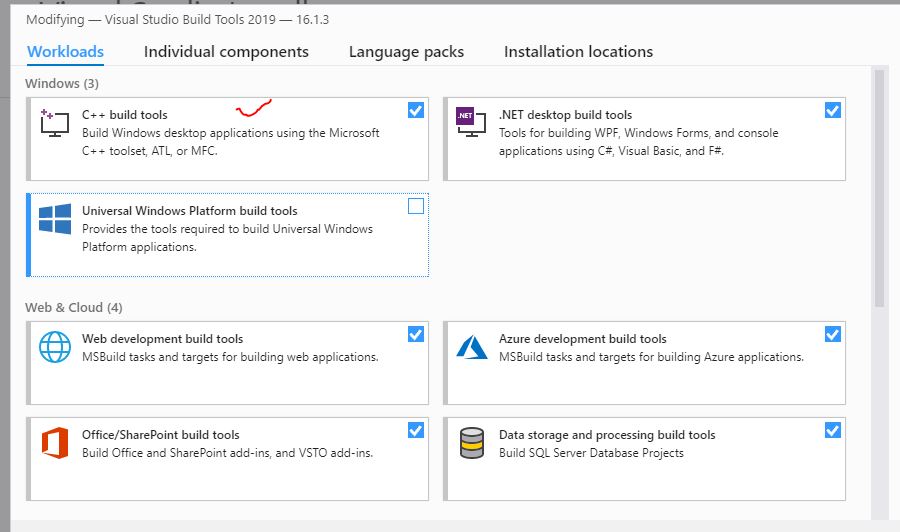 Modifying — Visual Studio Build Tools 2019 — 16.1.3
Workloads Individual components Language packs Installation locations
Windows (3)
C++ build tools
Build Windows desktop applications using the Microsoft
C++ toolset, ATL, or MFC.
.NET
.NET desktop build tools
Tools for building WPF, Windows Forms, and console
applications using C#, Visual Basic, and F#.
Universal Windows Platform build tools
Provides the tools required to build Universal Windows
Platform applications.
Web & Cloud (4)
Web development build tools
MSBuild tasks and targets for building web applications.
Azure development build tools
MSBuild tasks and targets for building Azure applications.
Office/SharePoint build tools
Build Office and SharePoint add-ins, and VSTO add-ins.
Data storage and processing build tools
Build SQL Server Database Projects